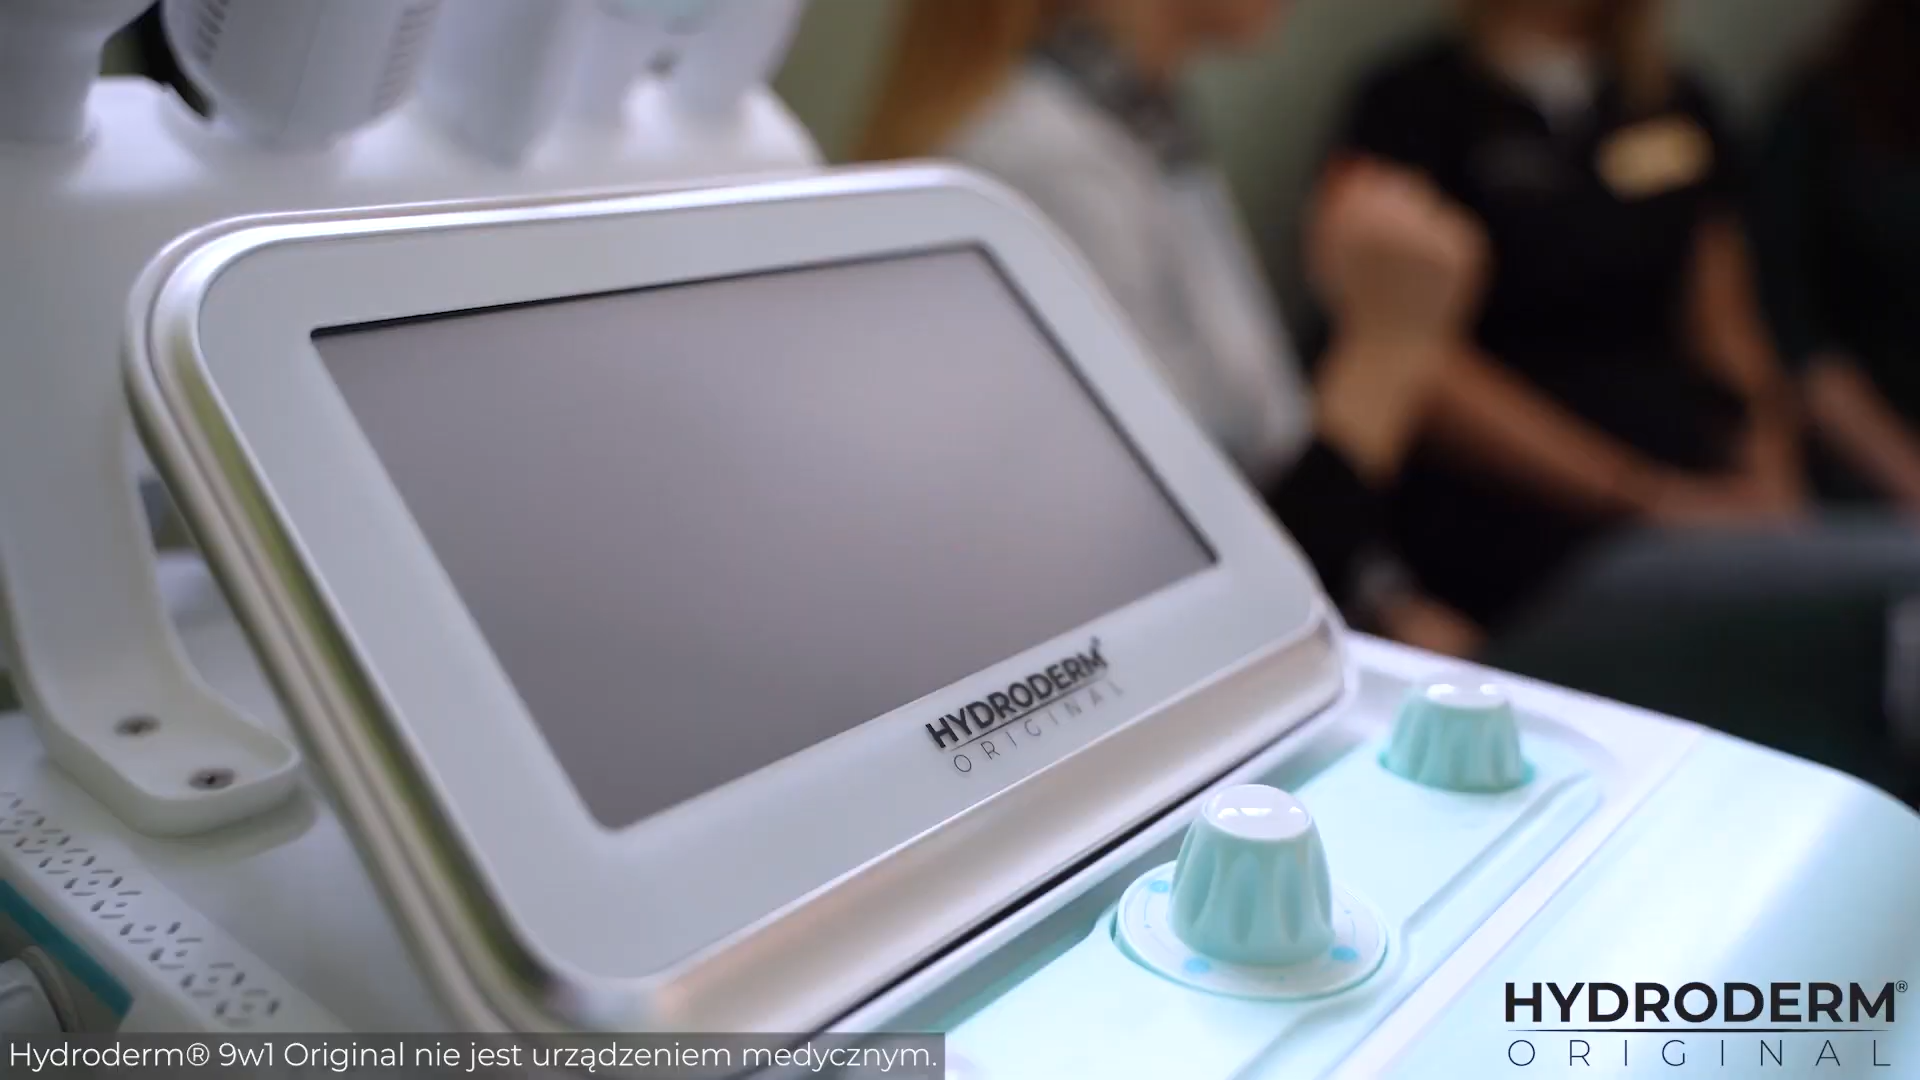 HYDRODERM®
ORIGINAL
Hydroderm® 9w1 Original nie jest urządzeniem medycznym.
HYDRODERM®
ORIGINAL